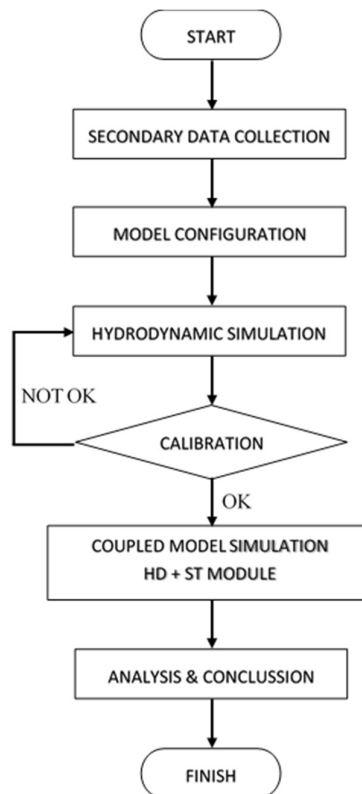 START
SECONDARY DATA COLLECTION
MODEL CONFIGURATION
HYDRODYNAMIC SIMULATION
NOT OK
CALIBRATION
OK
COUPLED MODEL SIMULATION
HD + ST MODULE
ANALYSIS & CONCLUSSION
FINISH